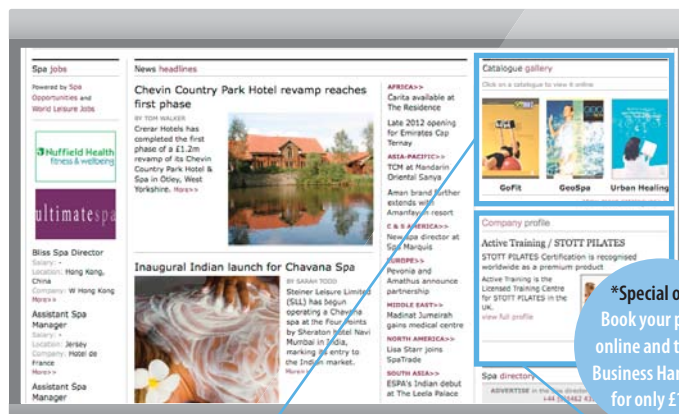 Spa jobs
Powered by Spa
Opportunities and
World Leisure Jobs
Nuffield Health
fitness & wellbeing
ultimatespa
Bliss Spa Director
Salary: -
Location: Hong Kong,
China
Company: W Hong Kong
More>>
Assistant Spa
Manager
Salary: -
Location: Jersey
Company: Hotel de
France
More>>
Assistant Spa
Manager
News headlines
Chevin Country Park Hotel revamp reaches
first phase
BY TOM WALKER
Crerar Hotels has
completed the first
phase of a £1.2m
revamp of its Chevin
Country Park Hotel &
Spa in Otley, West
Yorkshire. More>>
Inaugural Indian launch for Chavana Spa
BY SARAH TODD
Steiner Leisure Limited
(SLL) has begun
operating a Chavana
spa at the Four Points
by Sheraton hotel Navi
Mumbai in India,
marking its entry to
the Indian market.
More>>
AFRICA>>
Carita available at
The Residence
Late 2012 opening
for Emirates Cap
Ternay
ASIA-PACIFIC>>
TCM at Mandarin
Oriental Sanya
Aman brand further
extends with
Amanfayun resort
C & S AMERICA>>
New spa director at
Spa Marquis
EUROPE>>
Pevonia and
Amathus announce
partnership
MIDDLE EAST>>
Madinat Jumeirah
gains medical centre
NORTH AMERICA>>
Lisa Starr joins
SpaTrade
SOUTH ASIA>>
ESPA's Indian debut
at The Leela Palace
Catalogue gallery
Click on a catalogue to view it online
GoFit GeoSpa Urban Healing
Company profile
Active Training / STOTT PILATES
STOTT PILATES Certification is recognised
worldwide as a premium product
Active Training is the
Licensed Training Centre
for STOTT PILATES in the
UK.
view full profile
Spa directory
ADVERTISE in the spa
*Special o
Book your p
online and t
Business Han
for only £